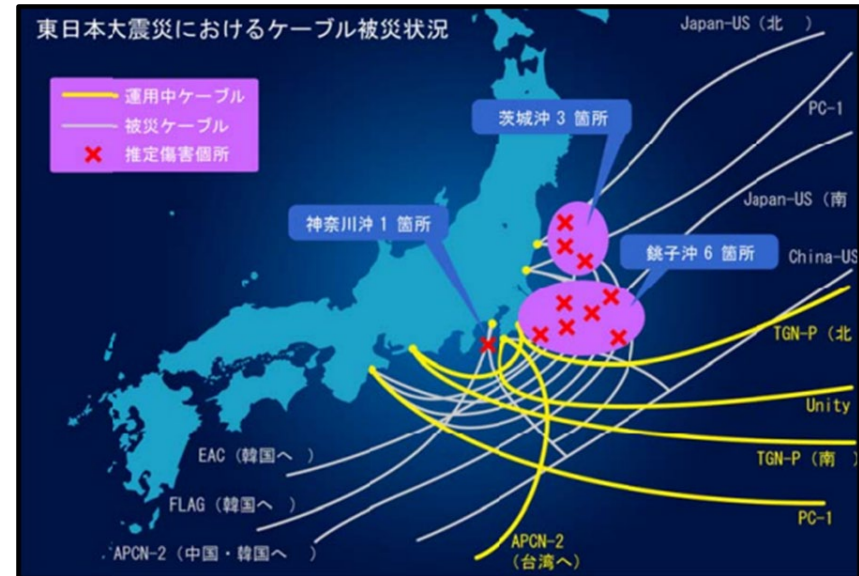 東日本大震災におけるケーブル被災状況
運用中ケーブル
被災ケーブル
推定傷害個所
茨城沖 3 箇所
神奈川沖 1 箇所
銚子沖 6 箇所
Japan-US（北　）
PC-1
Japan-US（南
China-US
TGN-P（北
Unity
TGN-P（南　）
PC-1
EAC（韓国へ　）
FLAG（韓国へ　）
APCN-2（中国・韓国へ　）
APCN-2
（台湾へ）